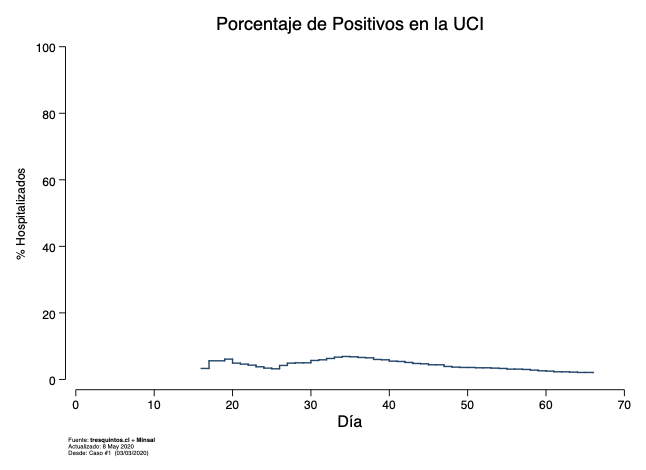 Porcentaje de Positivos en la UCI
100
80
60
40
20
0
% Hospitalizados
0 10 20 30 40 50 60 70
Día
Fuente: tresquintos.cl + Minsal
Actualizado: 8 May 2020
Desde: Caso #1 (03/03/2020)